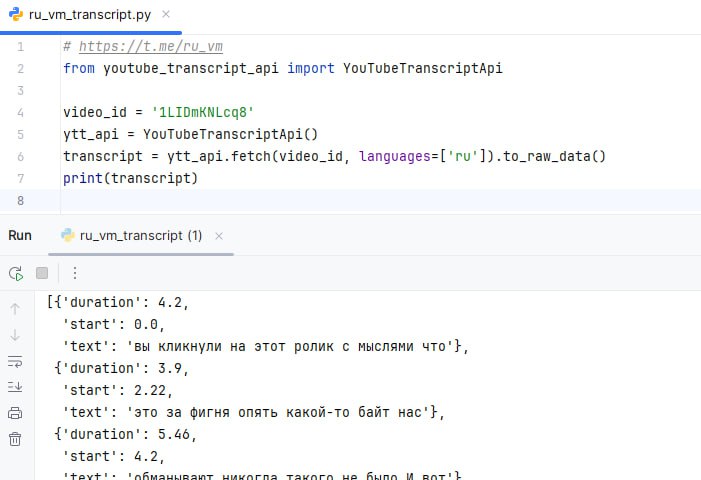 ru_vm_transcript.py
1 # https://t.me/ru_vm
2 from youtube_transcript_api import YouTubeTranscriptApi
3
4 video_id = '1LIDmKNLcq8'
5 ytt_api = YouTubeTranscriptApi()
6 transcript = ytt_api.fetch(video_id, languages=['ru']).to_raw_data()
7 print(transcript)
8
Run ru_vm_transcript (1)
[{'duration': 4.2,
'start': 0.0,
'text': 'вы кликнули на этот ролик с мыслями что'},
{'duration': 3.9,
'start': 2.22,
'text': 'это за фигня опять какой-то байт нас'},
{'duration': 5.46,
'start': 4.2,
'text': 'обманывают никогда такого не было И вот'}